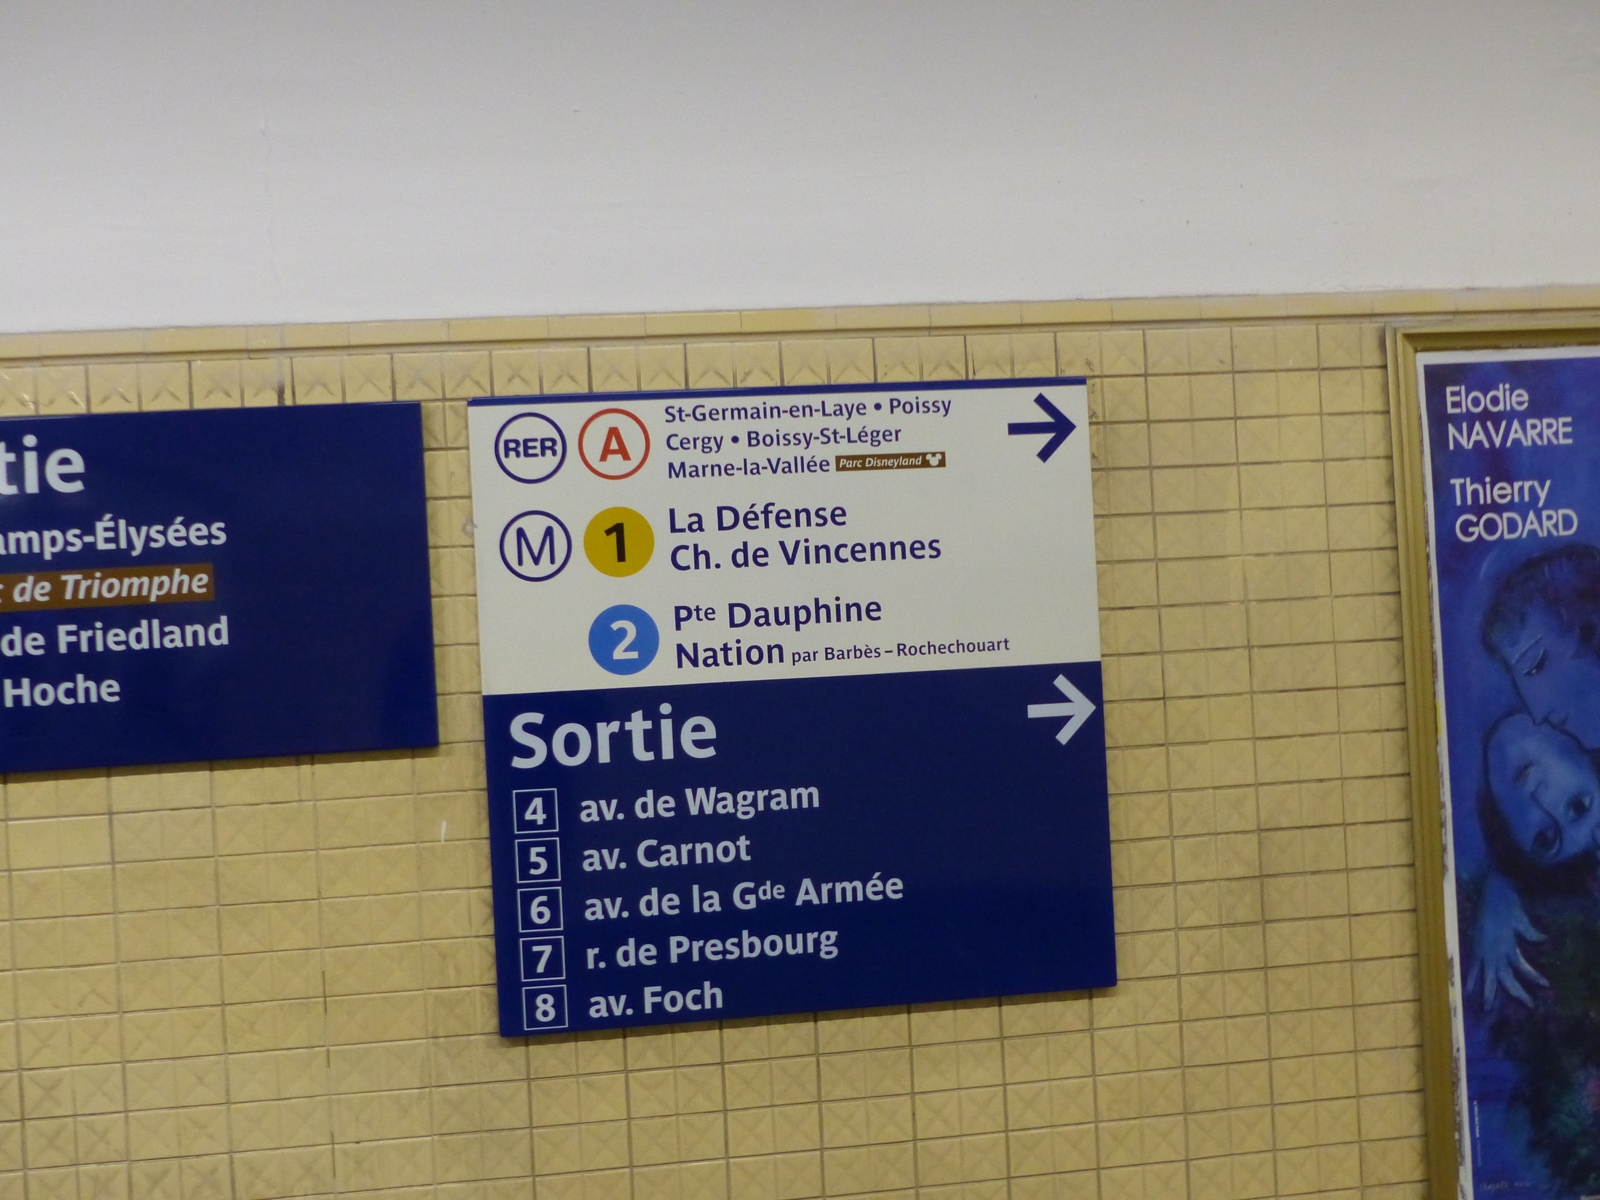 tie
amps-Élysées
de Triomphe
de Friedland
Hoche
RER A St-Germain-en-Laye • Poissy
Cergy • Boissy-St-Léger
Marne-la-Vallée Parc Disneyland
M 1 La Défense
Ch. de Vincennes
2 Pte Dauphine
Nation par Barbès – Rochechouart
Sortie
4 av. de Wagram
5 av. Carnot
6 av. de la Gde Armée
7 r. de Presbourg
8 av. Foch
Elodie
NAVARRE
Thierry
GODARD